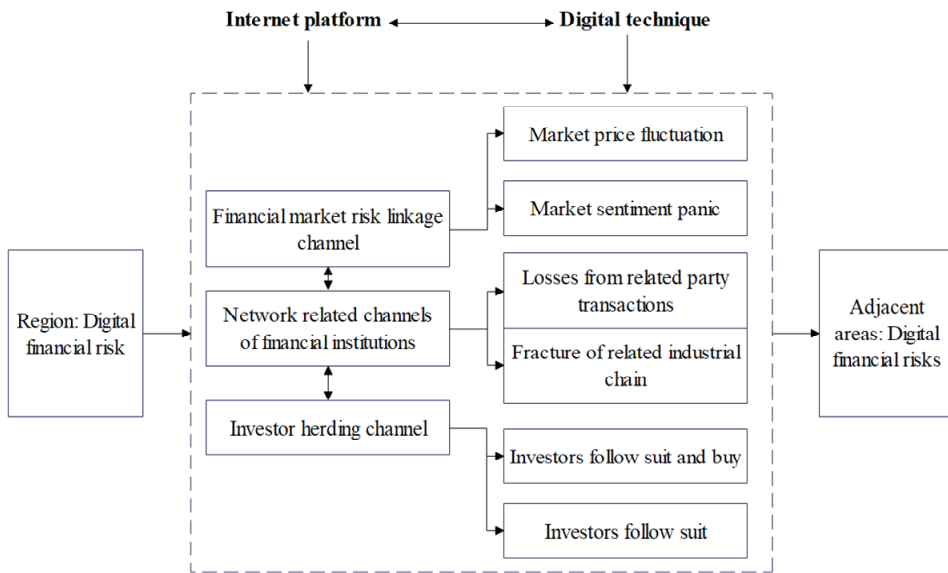 Internet platform
Digital technique
Market price fluctuation
Market sentiment panic
Financial market risk linkage
channel
Region: Digital
financial risk
Network related channels
of financial institutions
Losses from related party
transactions
Fracture of related industrial
chain
Adjacent
areas: Digital
financial risks
Investor herding channel
Investors follow suit and buy
Investors follow suit